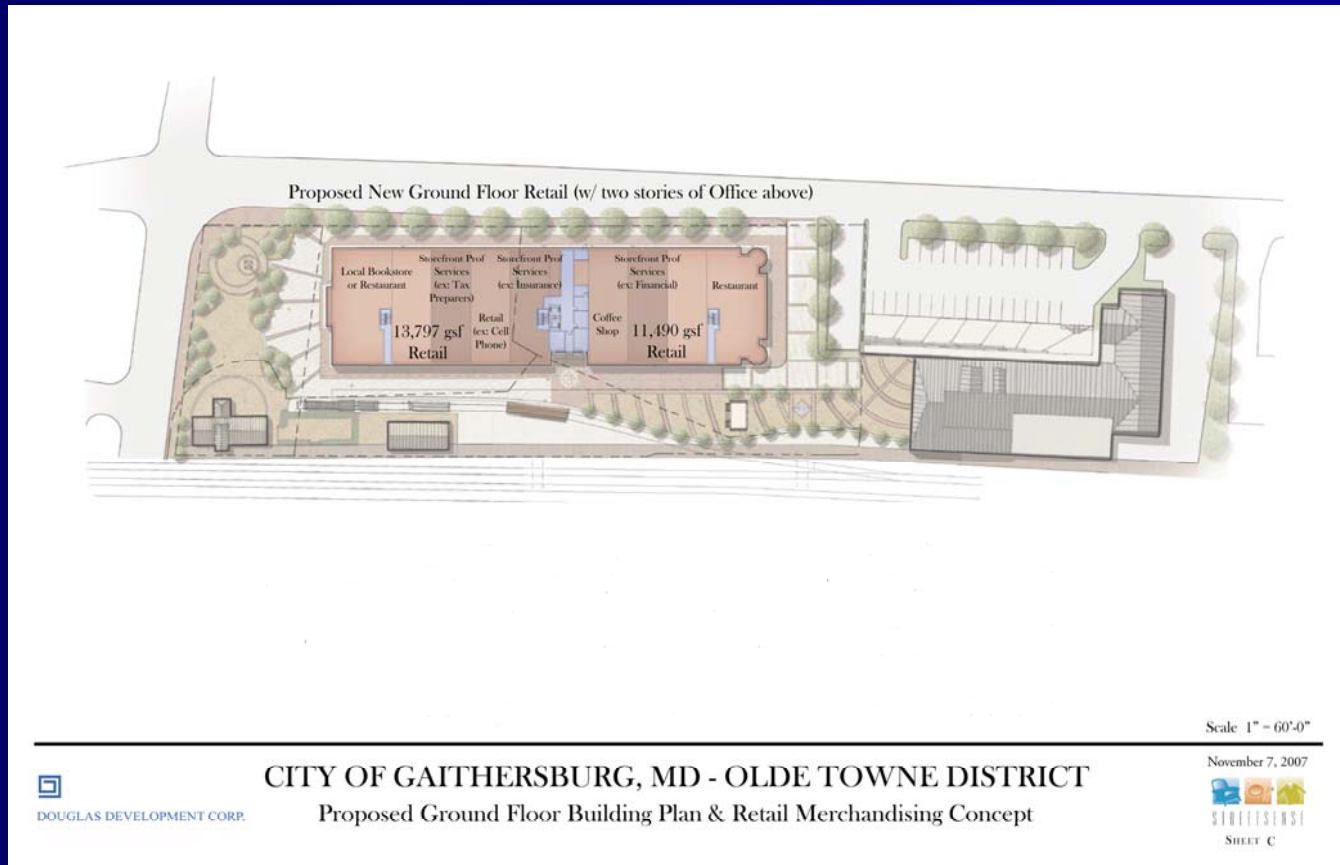 Proposed New Ground Floor Retail (w/ two stories of Office above)
Local Bookstore
or Restaurant
Storefront Prof
Services
(ex: Tax
Preparers)
Storefront Prof
Services
(ex: Insurance)
Storefront Prof
Services
(ex: Financial)
Restaurant
13,797 gsf
Retail
Retail
(ex: Cell
Phone)
Coffee
Shop
11,490 gsf
Retail
Scale 1" = 60'-0"
DOUGLAS DEVELOPMENT CORP.
CITY OF GAITHERSBURG, MD - OLDE TOWNE DISTRICT
Proposed Ground Floor Building Plan & Retail Merchandising Concept
November 7, 2007
STREETSENSE
SHEET C